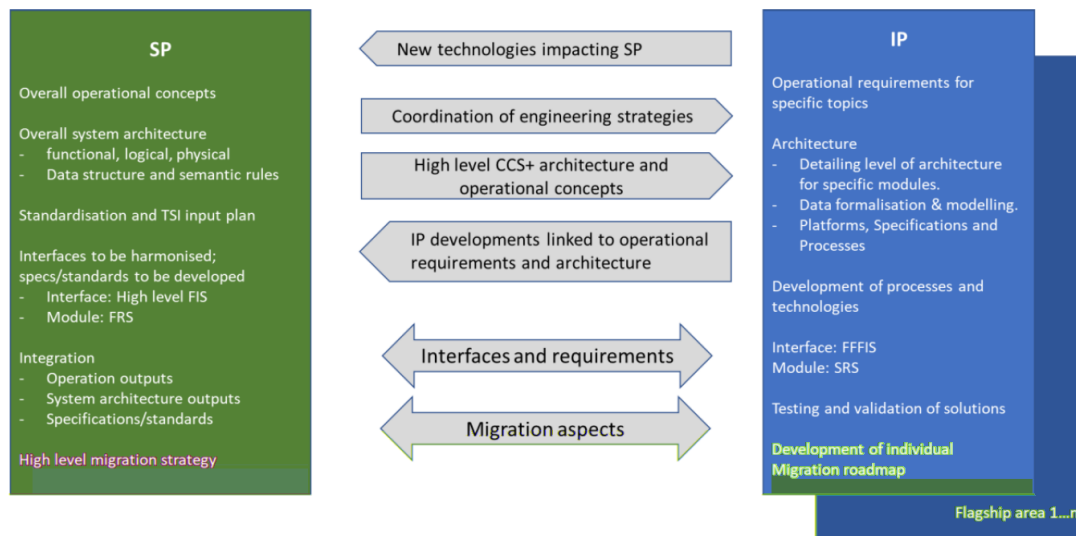 SP
Overall operational concepts
Overall system architecture
- functional, logical, physical
- Data structure and semantic rules
Standardisation and TSI input plan
Interfaces to be harmonised;
specs/standards to be developed
- Interface: High level FIS
- Module: FRS
Integration
- Operation outputs
- System architecture outputs
- Specifications/standards
High level migration strategy
New technologies impacting SP
Coordination of engineering strategies
High level CCS+ architecture and
operational concepts
IP developments linked to operational
requirements and architecture
Interfaces and requirements
Migration aspects
IP
Operational requirements for
specific topics
Architecture
- Detailing level of architecture
for specific modules.
- Data formalisation & modelling.
- Platforms, Specifications and
Processes
Development of processes and
technologies
Interface: FFFIS
Module: SRS
Testing and validation of solutions
Development of individual
Migration roadmap
Flagship area 1...n